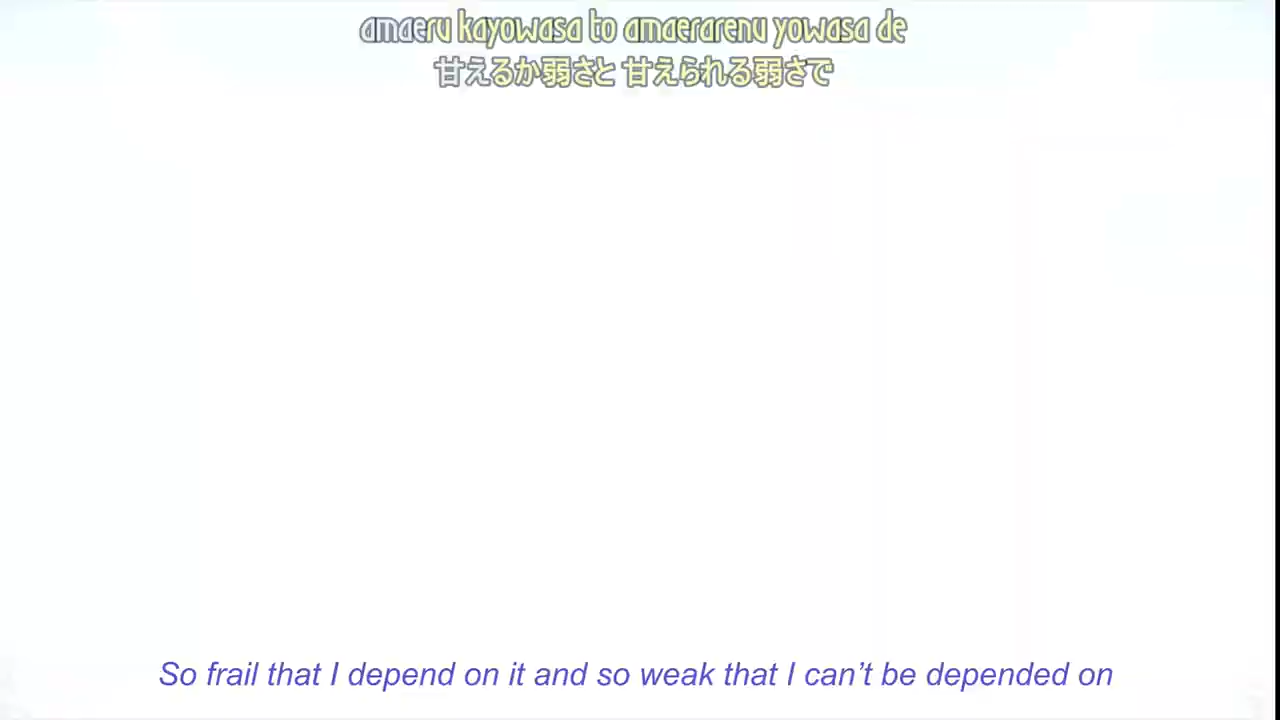 amaeru kayowasa to amaerarenu yowasa de
甘えるか弱さと 甘えられる弱さで
So frail that I depend on it and so weak that I can’t be depended on